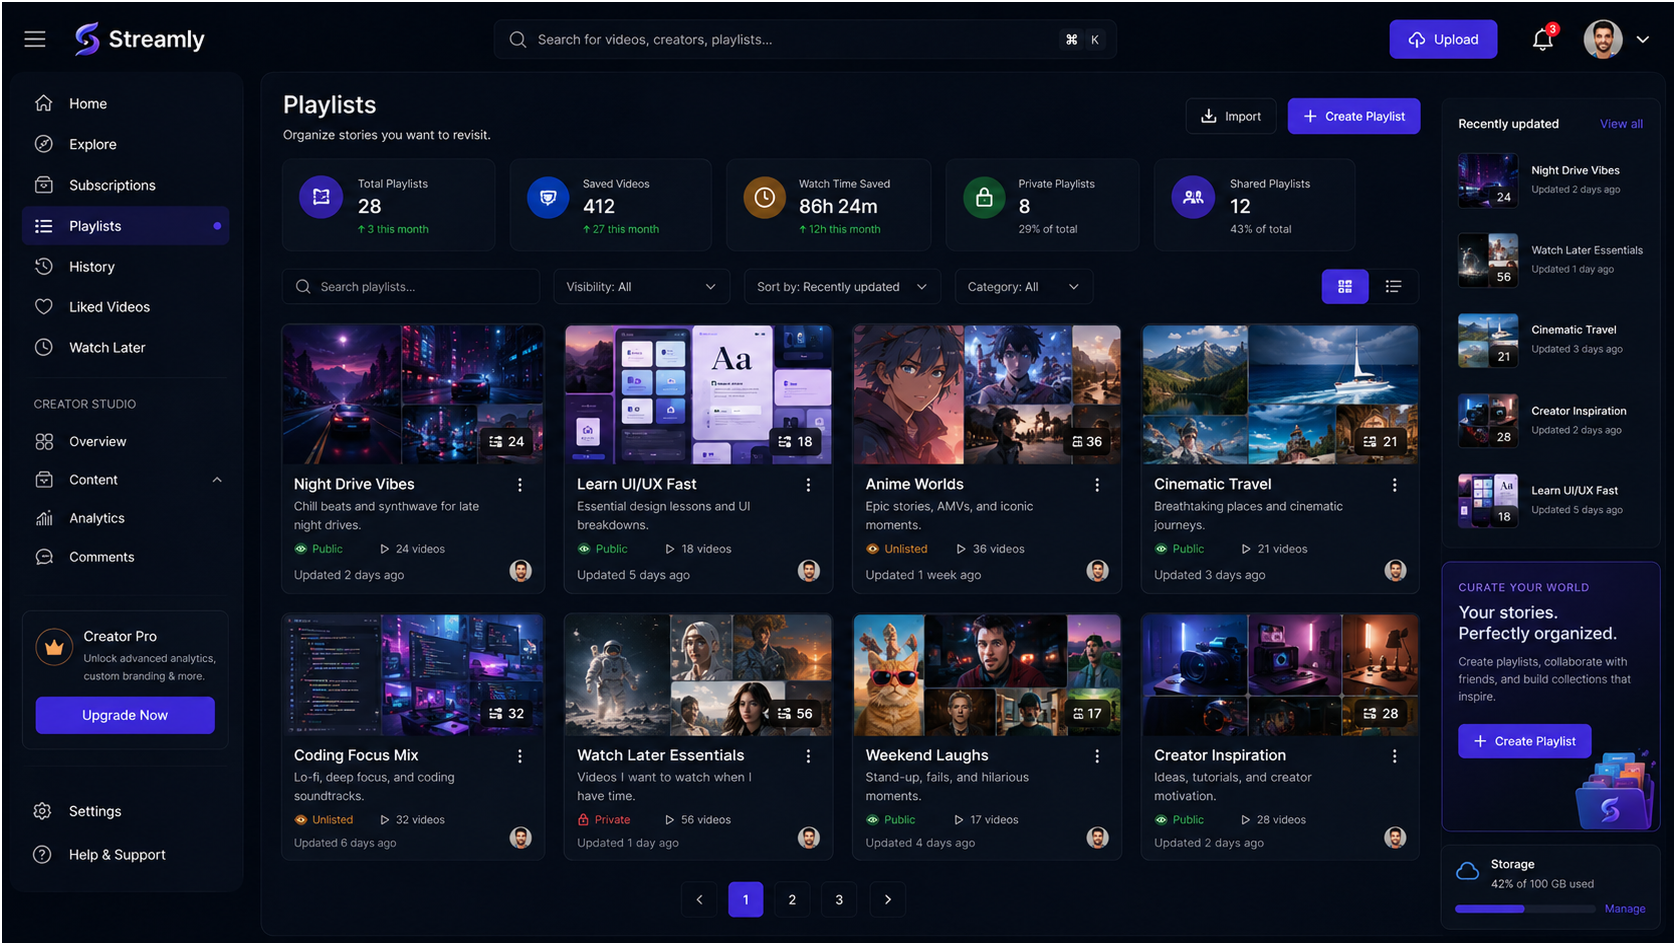 Streamly
Search for videos, creators, playlists...
⌘ K
Upload
3
Home
Explore
Subscriptions
Playlists
History
Liked Videos
Watch Later
CREATOR STUDIO
Overview
Content
Analytics
Comments
Creator Pro
Unlock advanced analytics,
custom branding & more.
Upgrade Now
Settings
Help & Support
Playlists
Organize stories you want to revisit.
Import
+ Create Playlist
Total Playlists
28
↑ 3 this month
Saved Videos
412
↑ 27 this month
Watch Time Saved
86h 24m
↑ 12h this month
Private Playlists
8
29% of total
Shared Playlists
12
43% of total
Search playlists...
Visibility: All
Sort by: Recently updated
Category: All
24
Night Drive Vibes
Chill beats and synthwave for late
night drives.
Public
24 videos
Updated 2 days ago
Aa
18
Learn UI/UX Fast
Essential design lessons and UI
breakdowns.
Public
18 videos
Updated 5 days ago
36
Anime Worlds
Epic stories, AMVs, and iconic
moments.
Unlisted
36 videos
Updated 1 week ago
21
Cinematic Travel
Breathtaking places and cinematic
journeys.
Public
21 videos
Updated 3 days ago
32
Coding Focus Mix
Lo-fi, deep focus, and coding
soundtracks.
Unlisted
32 videos
Updated 6 days ago
56
Watch Later Essentials
Videos I want to watch when I
have time.
Private
56 videos
Updated 1 day ago
17
Weekend Laughs
Stand-up, fails, and hilarious
moments.
Public
17 videos
Updated 4 days ago
28
Creator Inspiration
Ideas, tutorials, and creator
motivation.
Public
28 videos
Updated 2 days ago
1
2
3
Recently updated
View all
24
Night Drive Vibes
Updated 2 days ago
56
Watch Later Essentials
Updated 1 day ago
21
Cinematic Travel
Updated 3 days ago
28
Creator Inspiration
Updated 2 days ago
Aa
18
Learn UI/UX Fast
Updated 5 days ago
CURATE YOUR WORLD
Your stories.
Perfectly organized.
Create playlists, collaborate with
friends, and build collections that
inspire.
+ Create Playlist
Storage
42% of 100 GB used
Manage